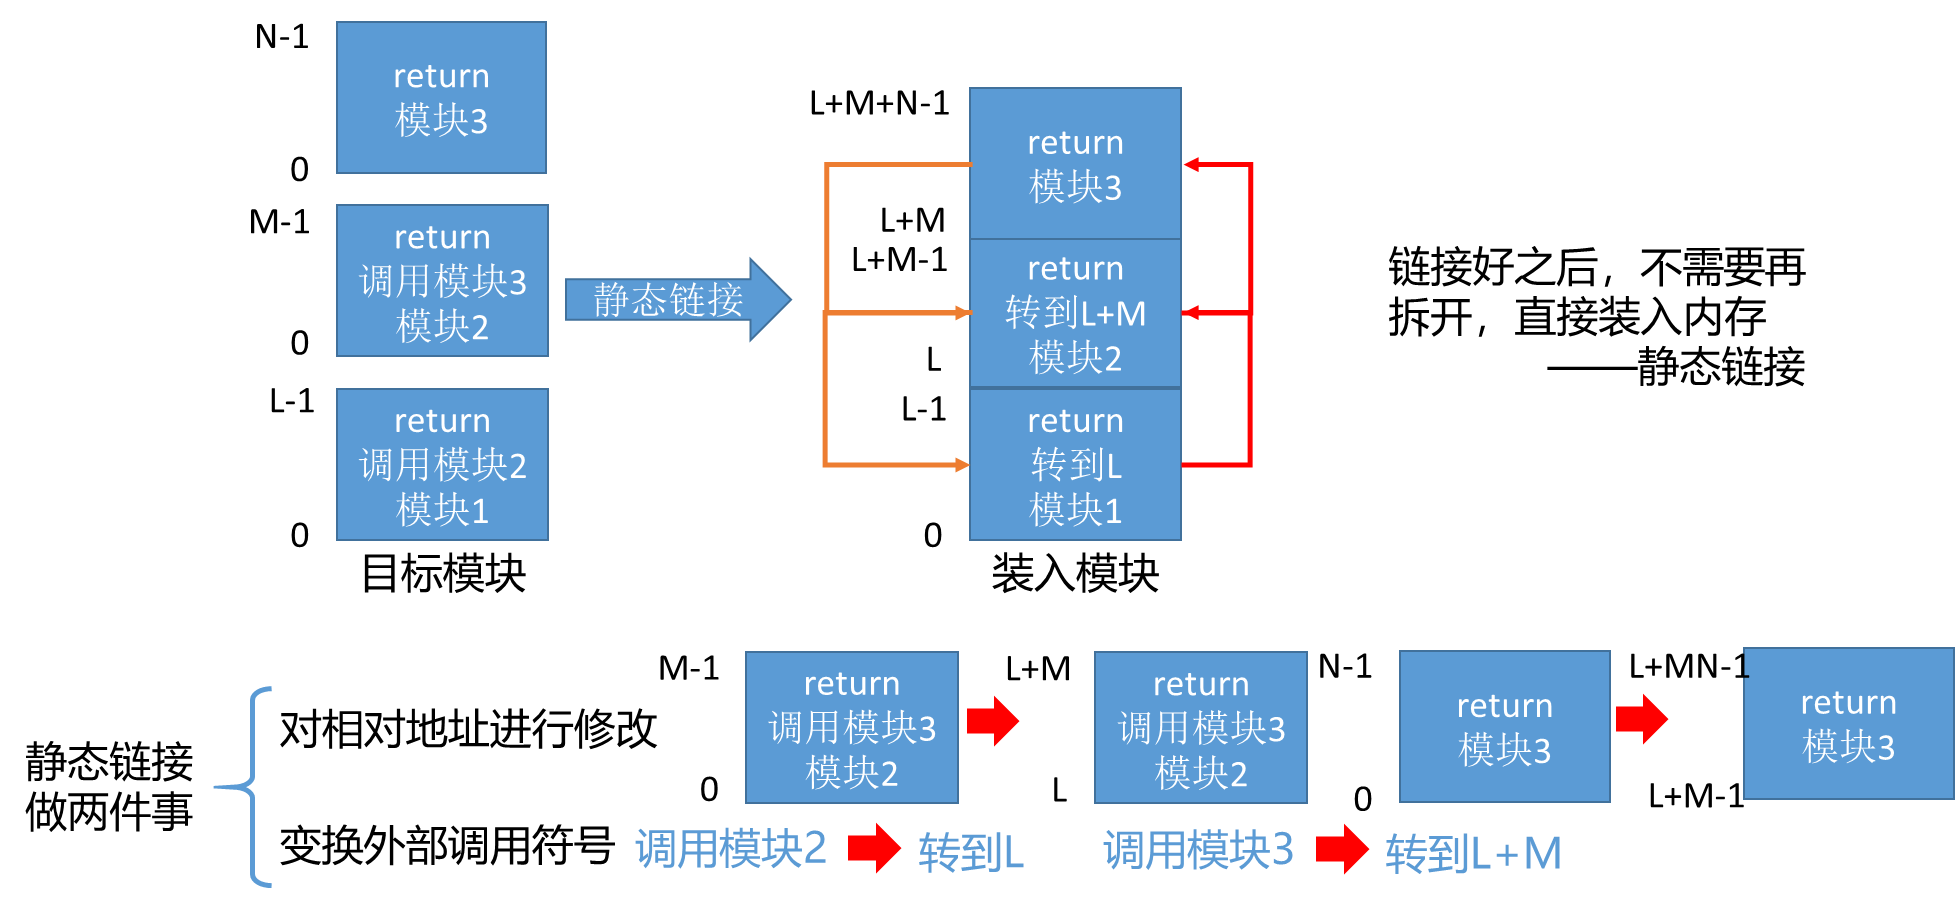 N-1
return
模块3
0
M-1
return
调用模块3
模块2
0
L-1
return
调用模块2
模块1
0
目标模块
静态链接
L+M+N-1
return
模块3
L+M
L+M-1
return
转到L+M
模块2
L
L-1
return
转到L
模块1
0
装入模块
链接好之后，不需要再
拆开，直接装入内存
——静态链接
静态链接
做两件事
对相对地址进行修改
M-1
return
调用模块3
模块2
0
L+M
return
调用模块3
模块2
L
N-1
return
模块3
0
L+MN-1
return
模块3
L+M-1
变换外部调用符号
调用模块2
转到L
调用模块3
转到L+M